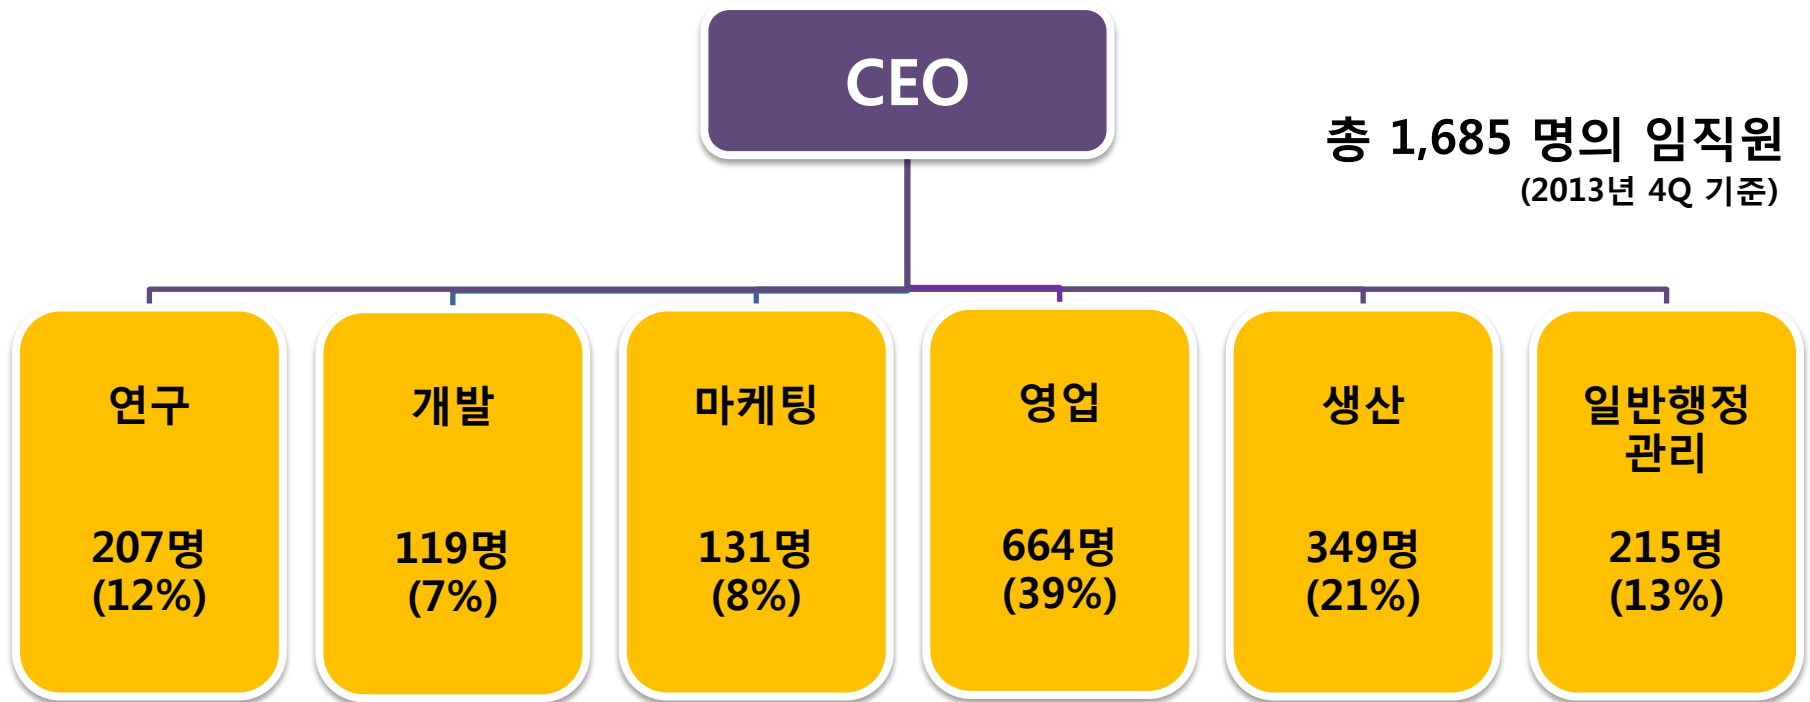 CEO
총 1,685 명의 임직원
(2013년 4Q 기준)
연구
207명
(12%)
개발
119명
(7%)
마케팅
131명
(8%)
영업
664명
(39%)
생산
349명
(21%)
일반행정
관리
215명
(13%)